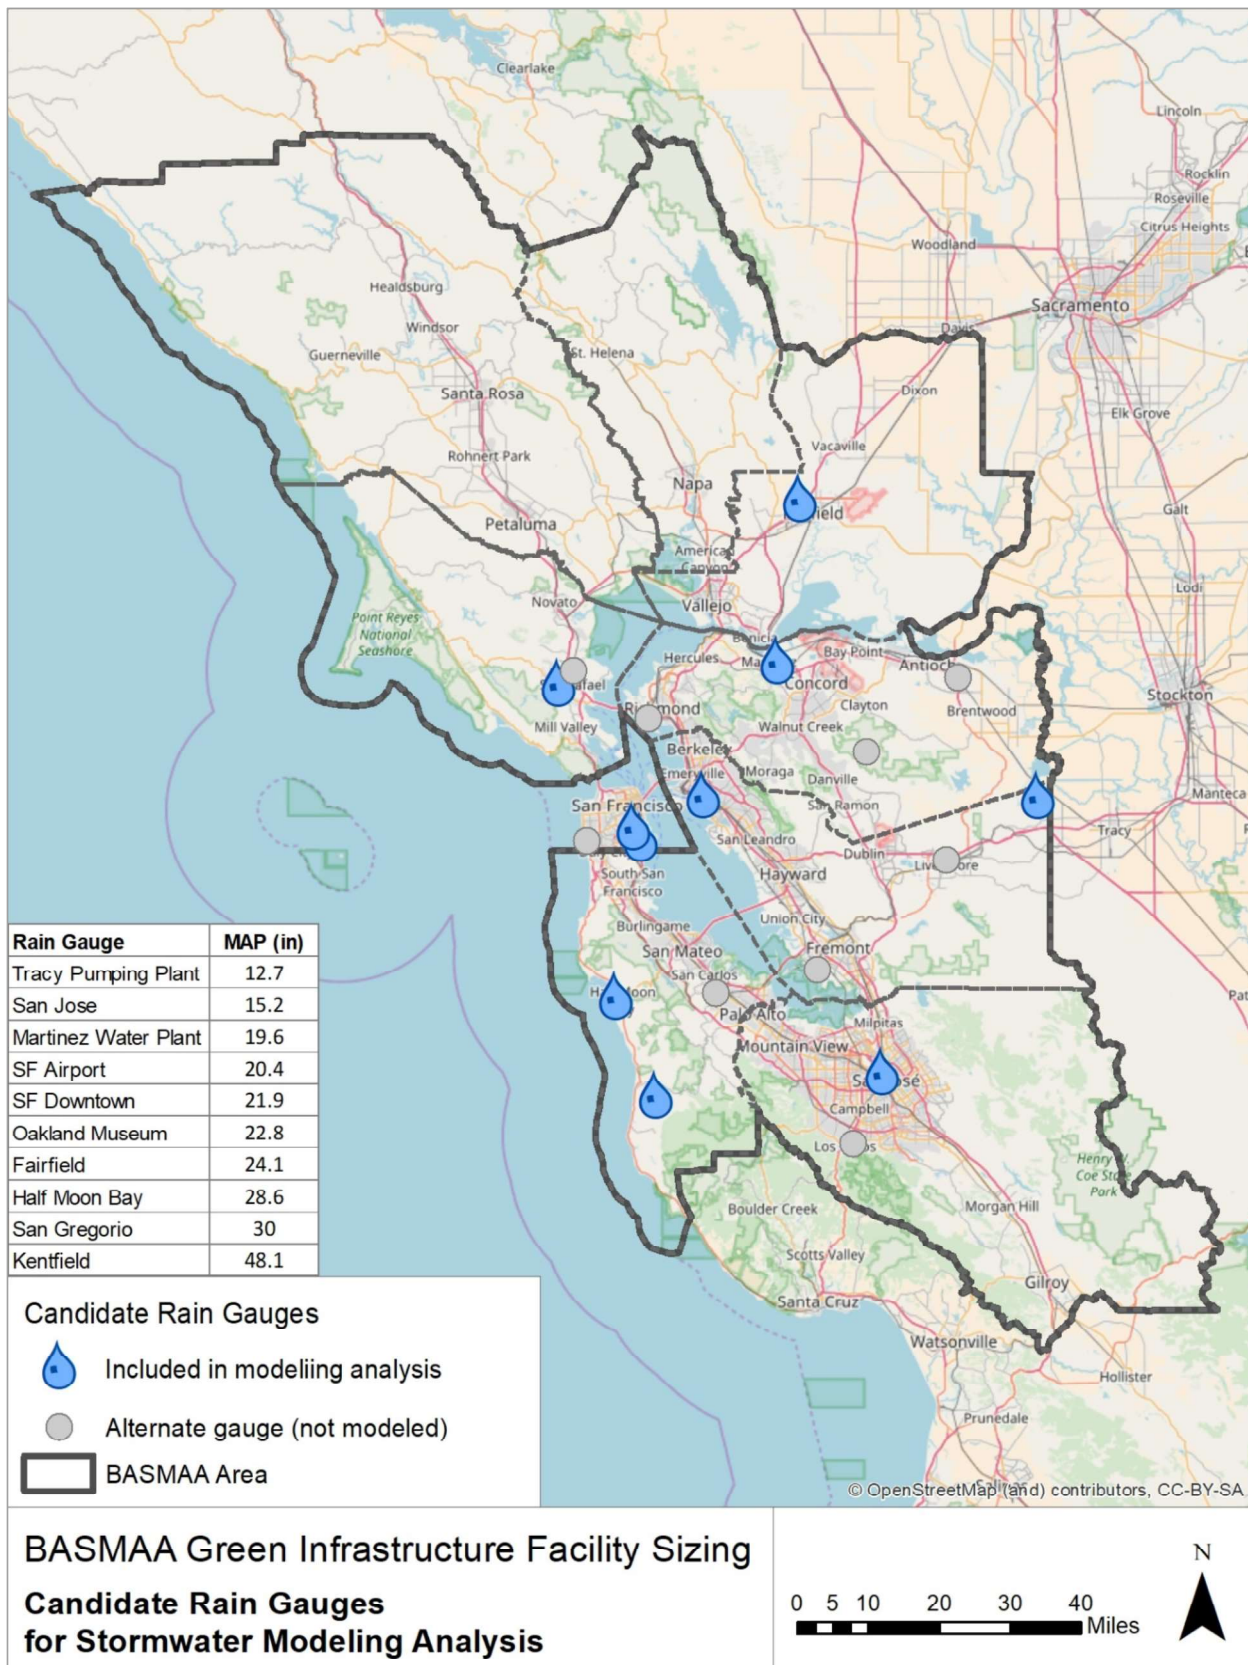 Clearlake
Lincoln
Rocklin
Roseville
Citrus Heights
Woodland
Sacramento
Davis
Healdsburg
Windsor
Guerneville
St. Helena
Santa Rosa
Dixon
Elk Grove
Vacaville
Rohnert Park
Napa
Galt
Petaluma
American
Canyon
Lodi
Novato
Vallejo
Point Reyes
National
Seashore
Benicia
Hercules
Bay Point
Concord
Clayton
Brentwood
Stockton
Mill Valley
Walnut Creek
Berkeley
Emeryville
Moraga
Danville
Manteca
San Francisco
San Ramon
Tracy
San Leandro
Dublin
Hayward
South San
Francisco
Union City
Burlingame
Fremont
San Mateo
San Carlos
Palo Alto
Milpitas
Mountain View
Campbell
Henry W.
Coe State
Park
Morgan Hill
Boulder Creek
Scotts Valley
Gilroy
Santa Cruz
Watsonville
Hollister
Prunedale
Rain Gauge MAP (in)
Tracy Pumping Plant 12.7
San Jose 15.2
Martinez Water Plant 19.6
SF Airport 20.4
SF Downtown 21.9
Oakland Museum 22.8
Fairfield 24.1
Half Moon Bay 28.6
San Gregorio 30
Kentfield 48.1
Candidate Rain Gauges
Included in modeliing analysis
Alternate gauge (not modeled)
BASMAA Area
© OpenStreetMap (and) contributors, CC-BY-SA
BASMAA Green Infrastructure Facility Sizing
Candidate Rain Gauges
for Stormwater Modeling Analysis
0 5 10 20 30 40
Miles
N